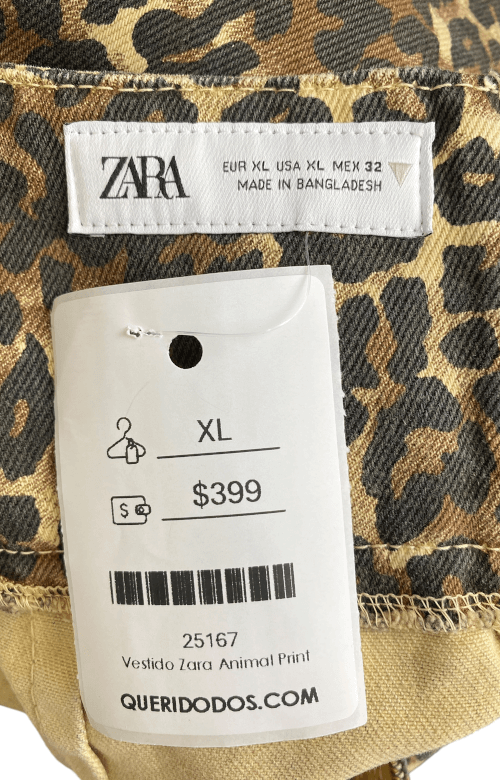 ZARA
EUR XL USA XL MEX 32
MADE IN BANGLADESH
XL
$
$399
25167
Vestido Zara Animal Print
QUERIDODOS.COM